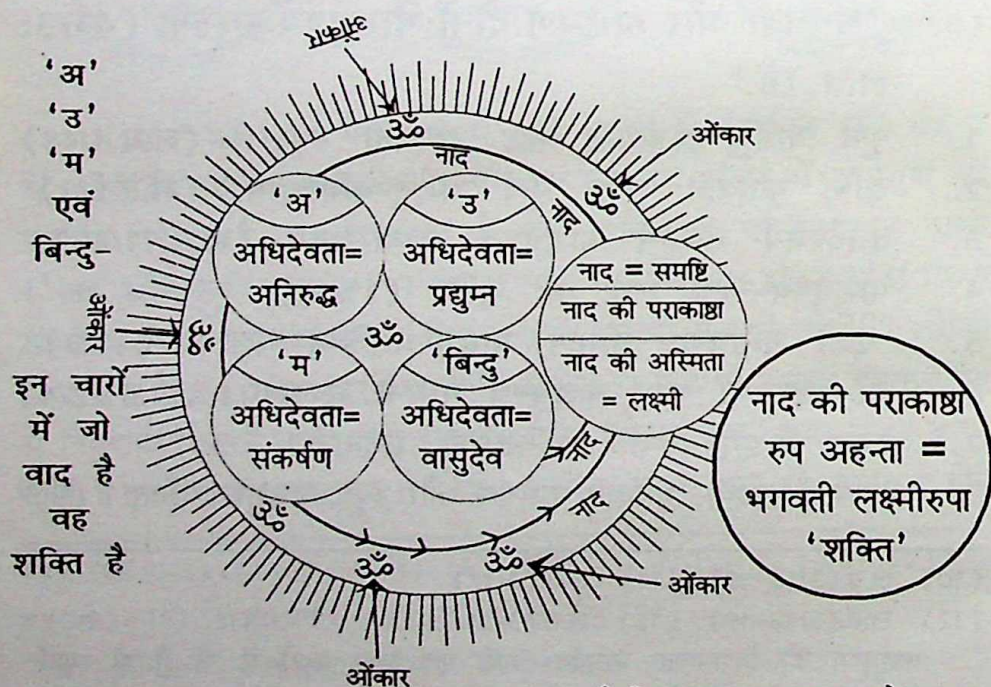 ओंकार
'अ'
'उ'
'म'
एवं
बिन्दु-
ओंकार
इन चारों
में जो
वाद है
वह
शक्ति है
ॐ
नाद
ओंकार
ॐ
नाद
'अ'
अधिदेवता=
अनिरुद्ध
'उ'
अधिदेवता=
प्रद्युम्न
नाद = समष्टि
नाद की पराकाष्ठा
नाद की अस्मिता
= लक्ष्मी
ॐ
ॐ
'म'
अधिदेवता=
संकर्षण
'बिन्दु'
अधिदेवता=
वासुदेव
नाद
नाद
नाद की पराकाष्ठा
रुप अहन्ता =
भगवती लक्ष्मीरुपा
'शक्ति'
ॐ
ॐ
ॐ
ओंकार
ओंकार